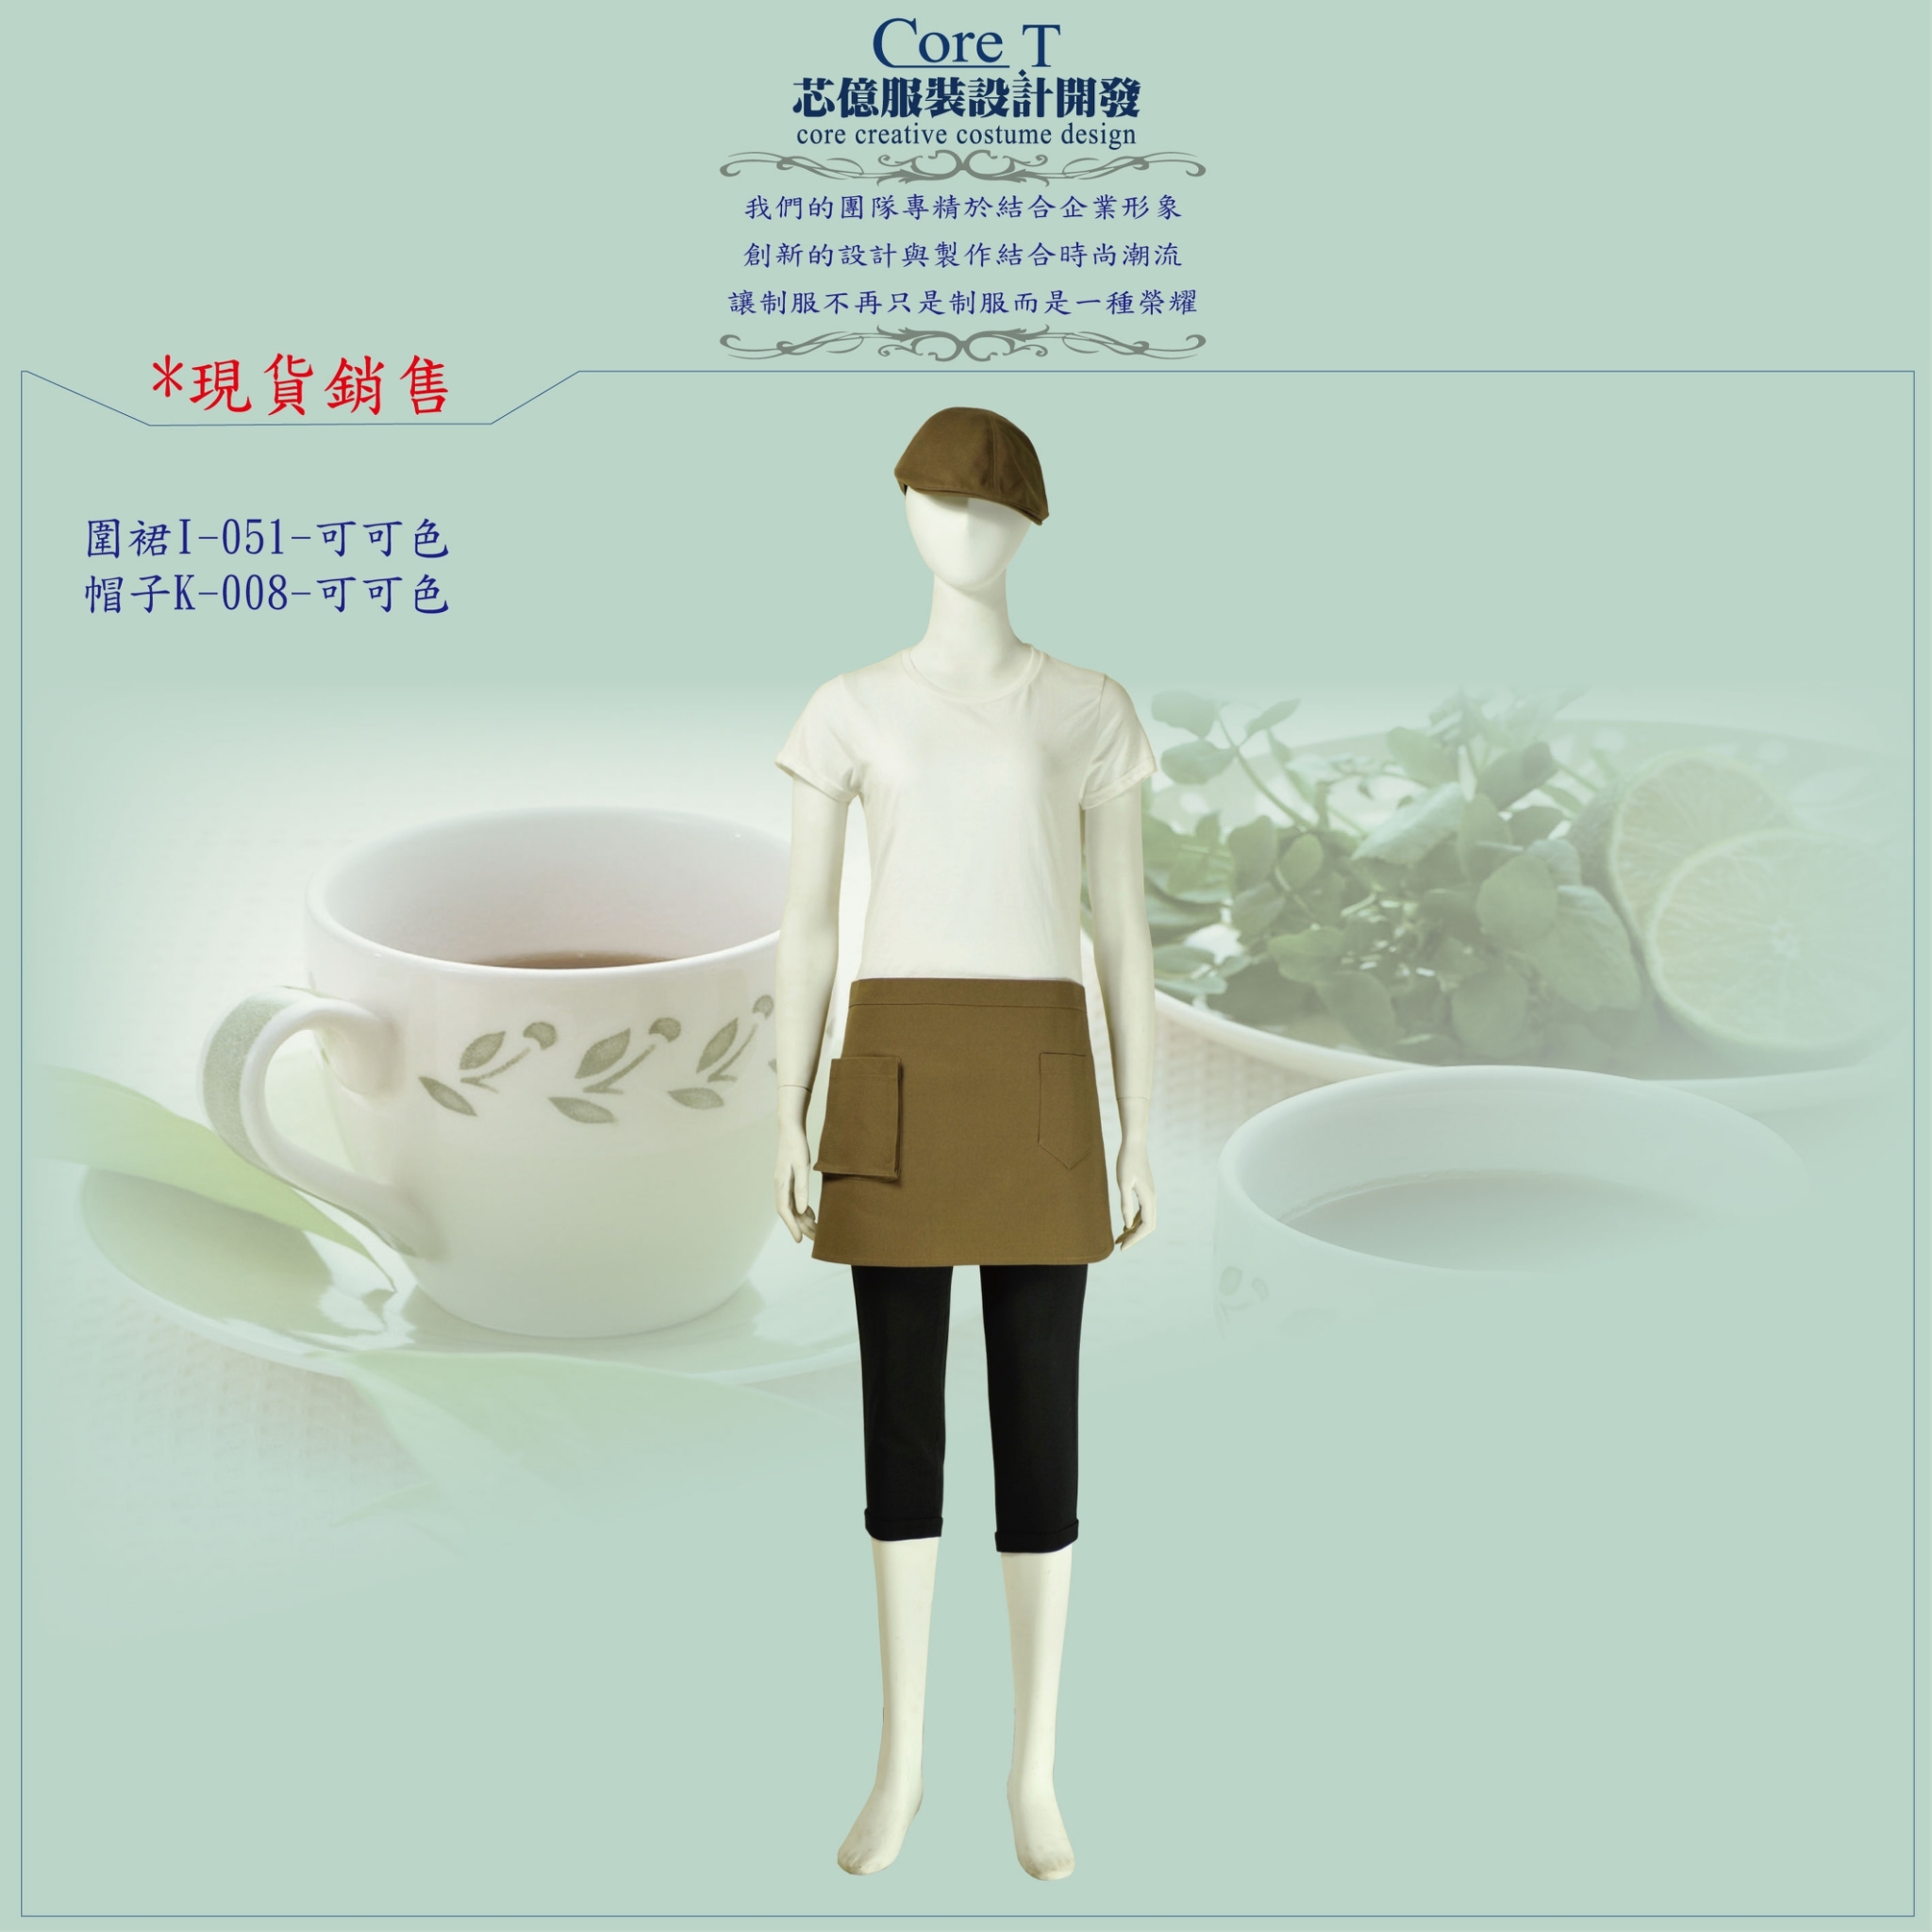 Core T
芯億服裝設計開發
core creative costume design
我們的團隊專精於結合企業形象
創新的設計與製作結合時尚潮流
讓制服不再只是制服而是一種榮耀
*現貨銷售
圍裙I-051-可可色
帽子K-008-可可色